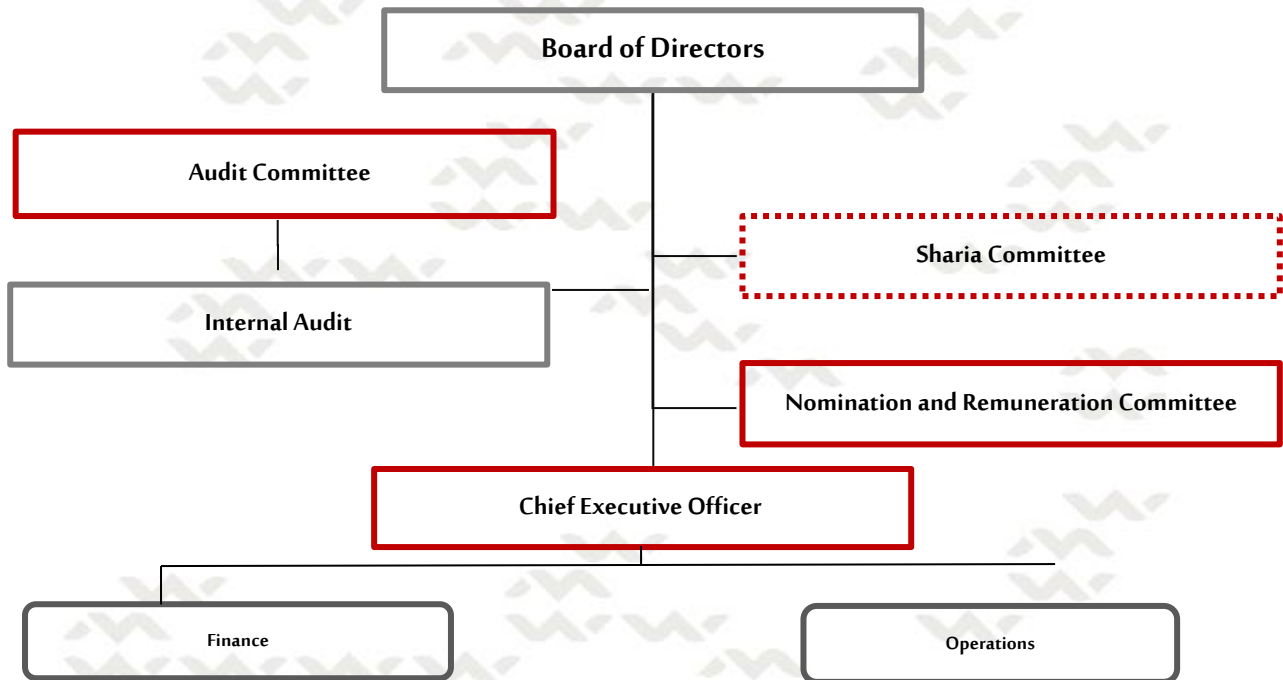 Board of Directors
Audit Committee
Sharia Committee
Internal Audit
Nomination and Remuneration Committee
Chief Executive Officer
Finance
Operations